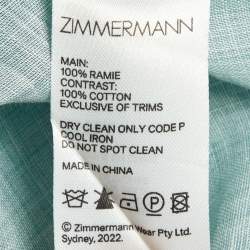 ZIMMERMANN
MAIN:
100% RAMIE
CONTRAST:
100% COTTON
EXCLUSIVE OF TRIMS
DRY CLEAN ONLY CODE P
COOL IRON
DO NOT SPOT CLEAN
MADE IN CHINA
P
© Zimmermann Wear Pty Ltd.
Sydney, 2022.